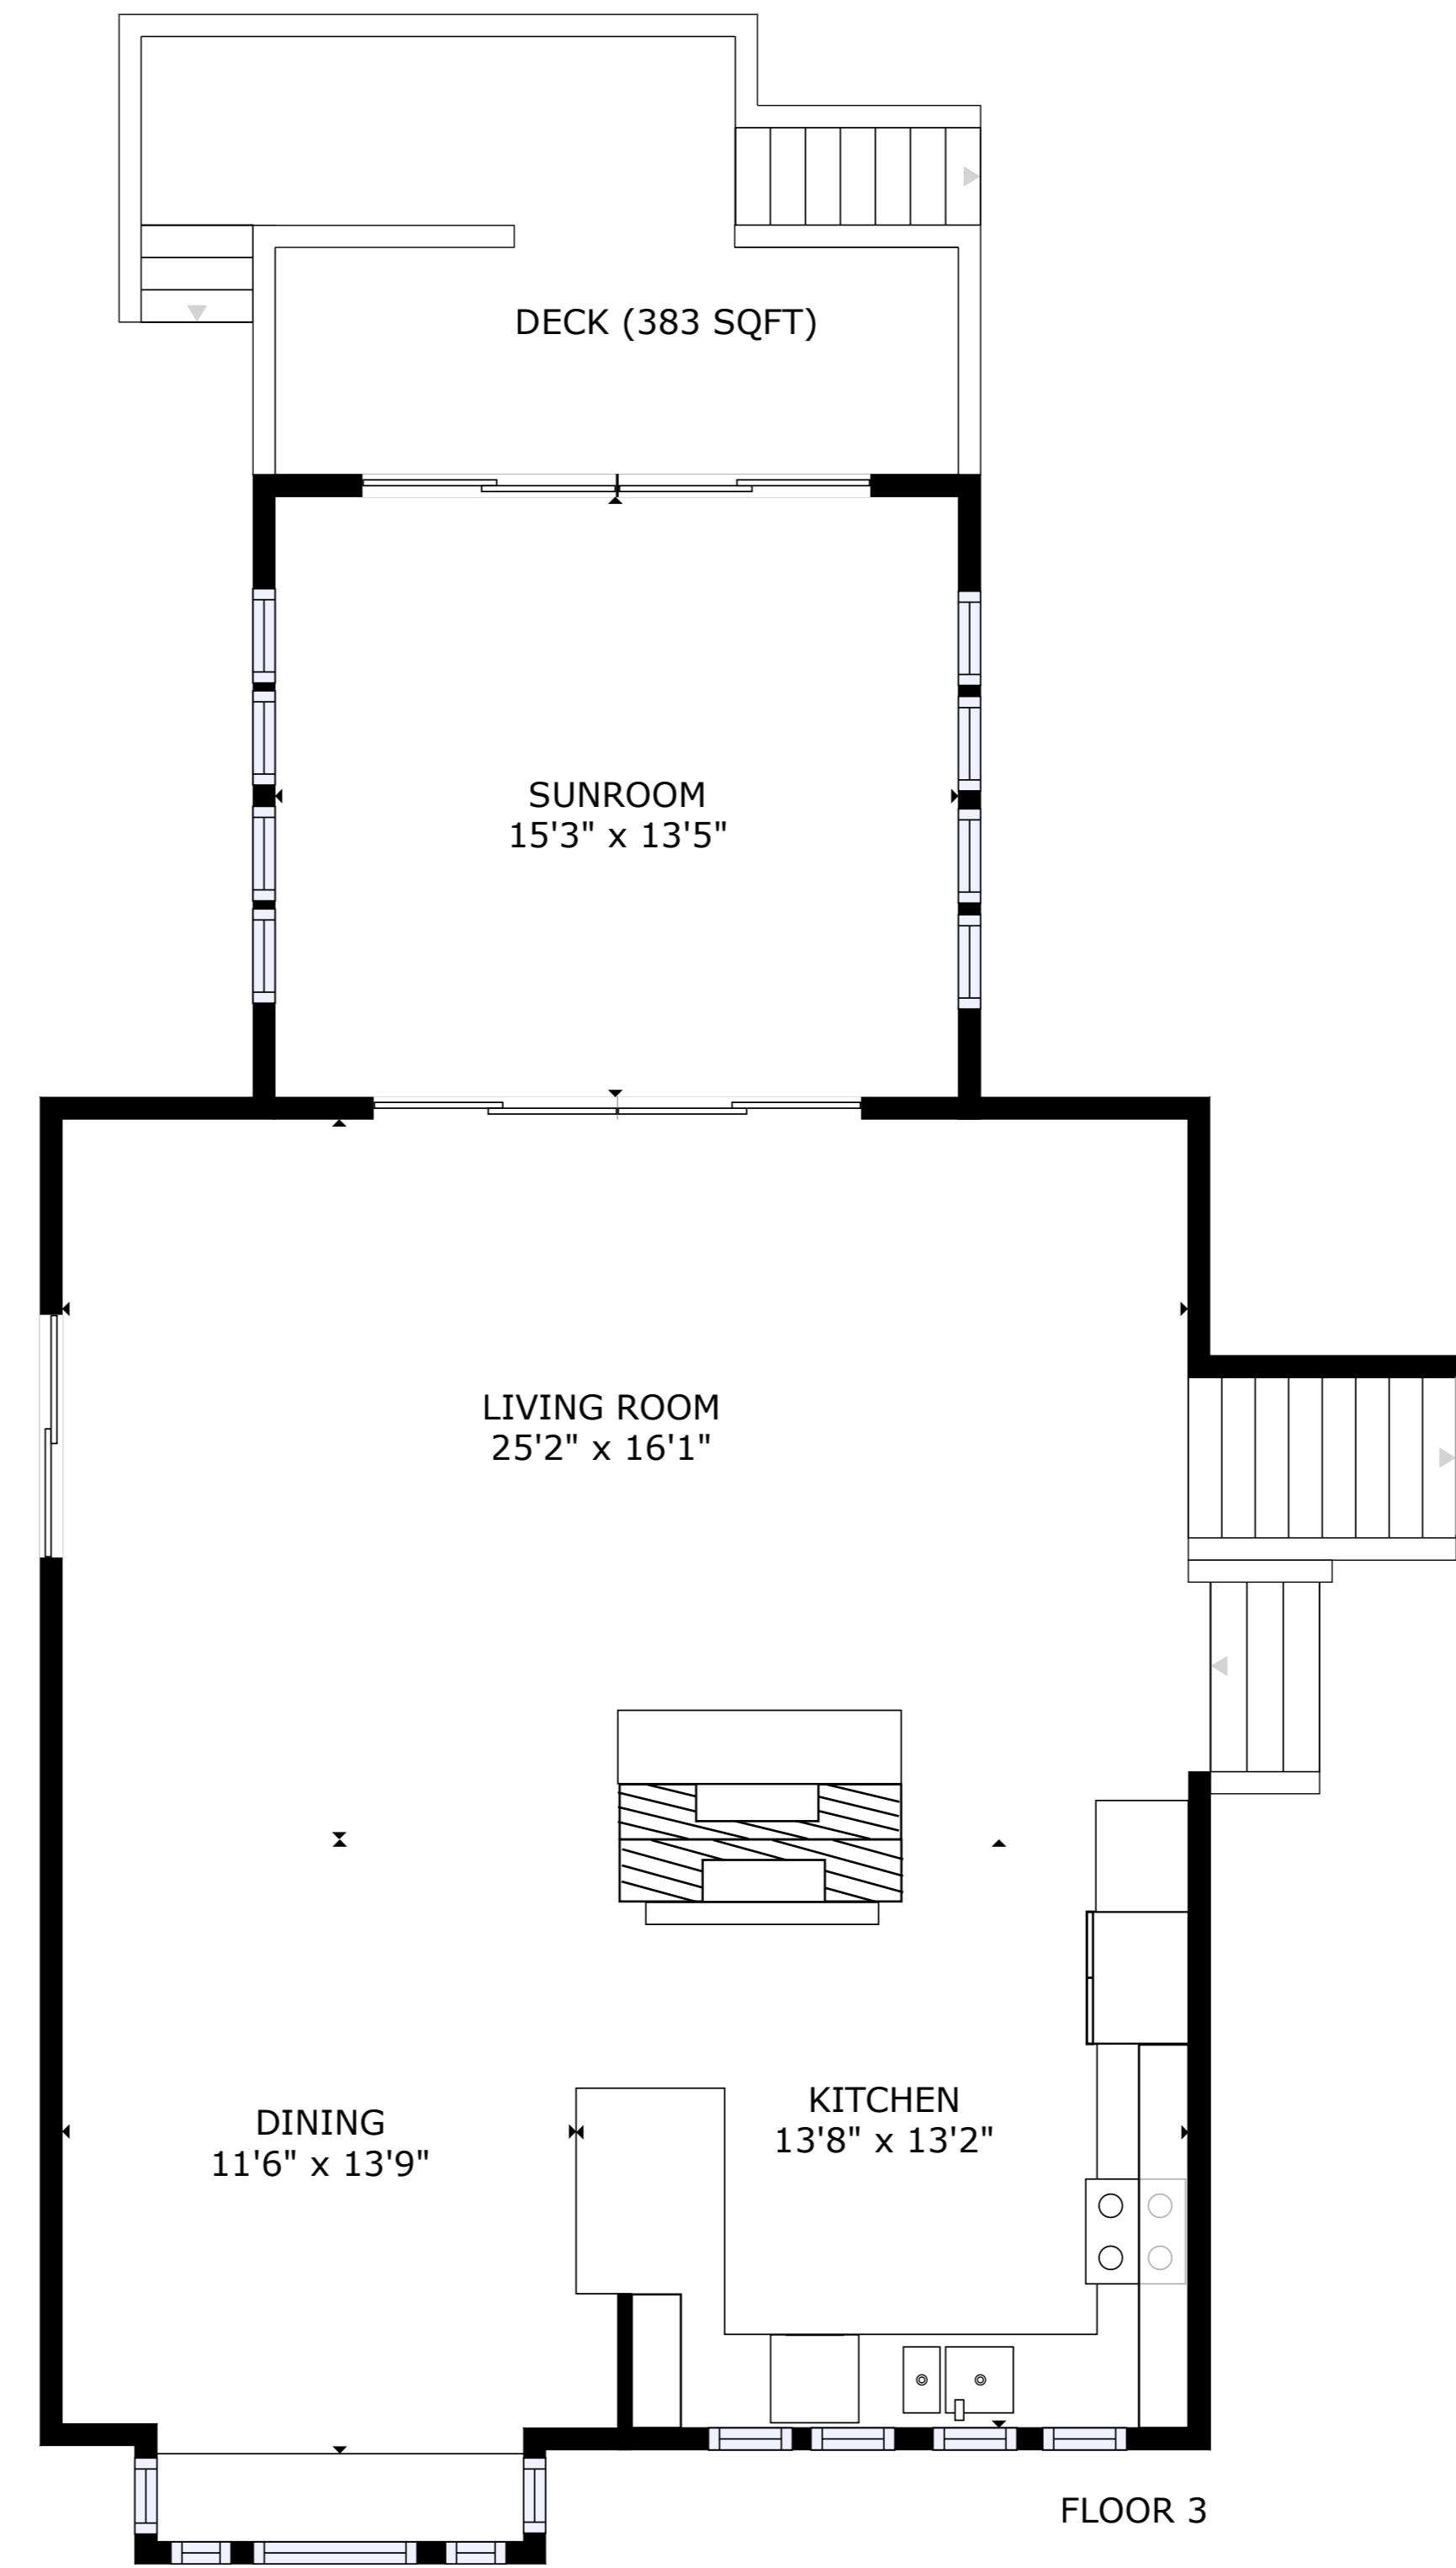 DECK (383 SQFT)
SUNROOM
15'3" x 13'5"
LIVING ROOM
25'2" x 16'1"
KITCHEN
13'8" x 13'2"
DINING
11'6" x 13'9"
FLOOR 3